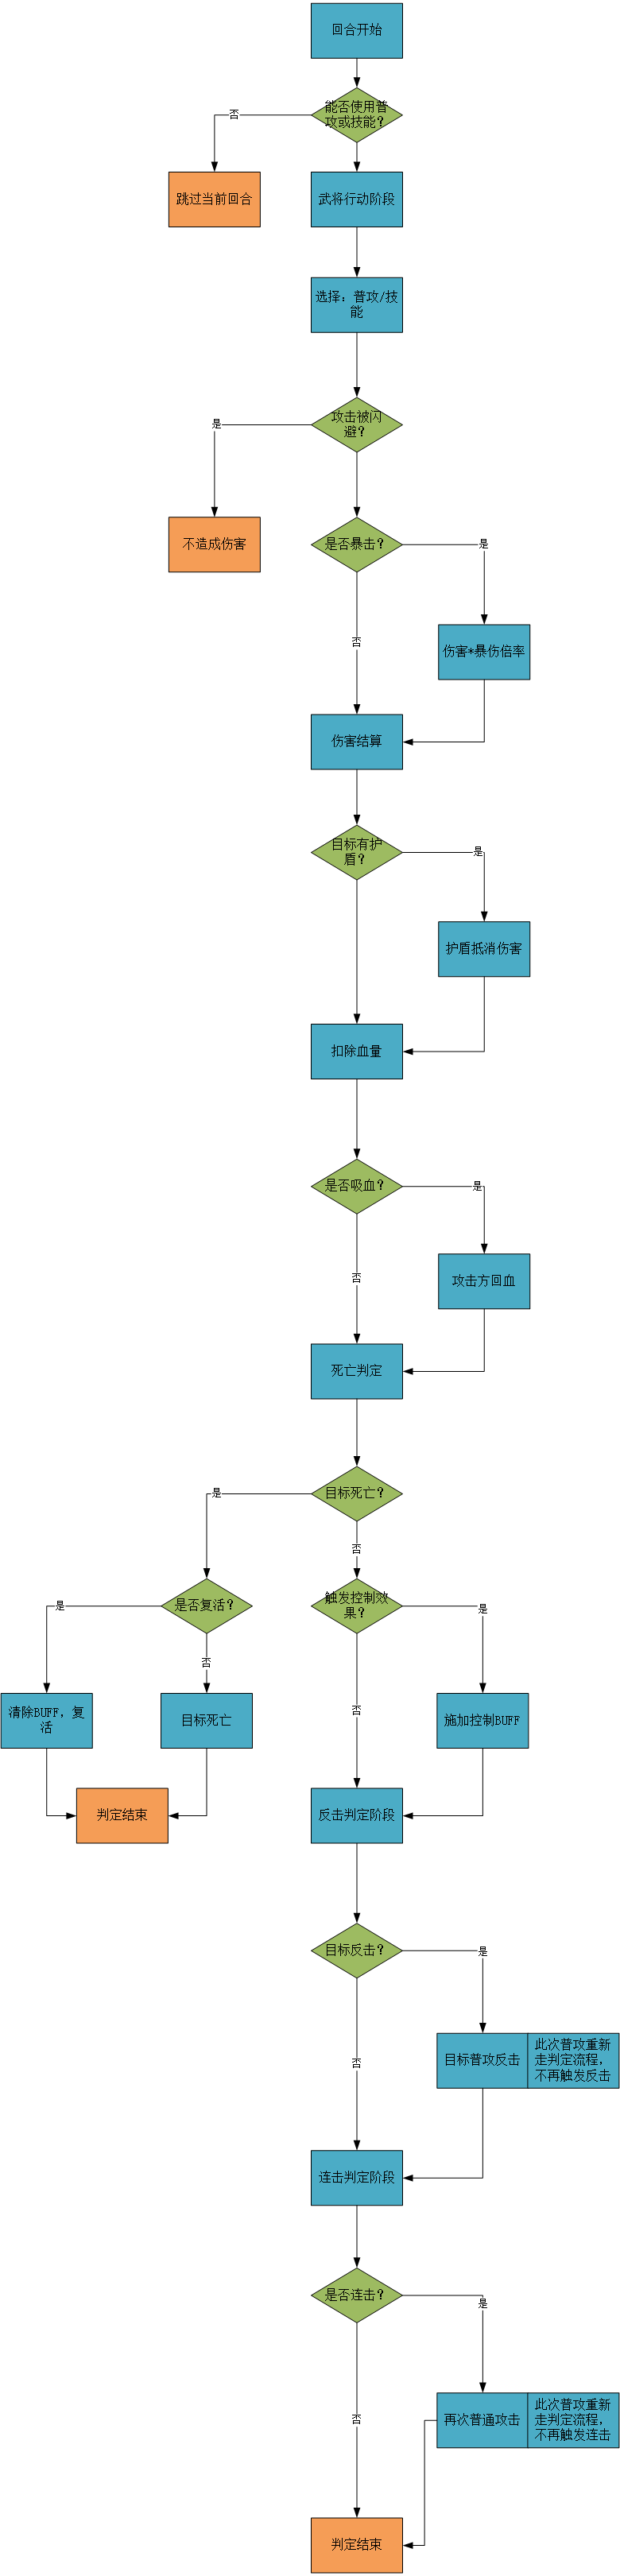 回合开始
能否使用普
攻或技能?
否
跳过当前回合
武将行动阶段
选择: 普攻/技
能
攻击被闪
避?
是
不造成伤害
是否暴击?
是
伤害*暴伤倍率
否
伤害结算
目标有护
盾?
是
护盾抵消伤害
扣除血量
是否吸血?
是
攻击方回血
否
死亡判定
目标死亡?
是
否
是否复活?
触发控制效
果?
是
是
否
清除BUFF, 复
活
目标死亡
否
施加控制BUFF
判定结束
反击判定阶段
目标反击?
是
目标普攻反击
此次普攻重新
走判定流程,
不再触发反击
否
连击判定阶段
是否连击?
是
再次普通攻击
此次普攻重新
走判定流程,
不再触发连击
否
判定结束